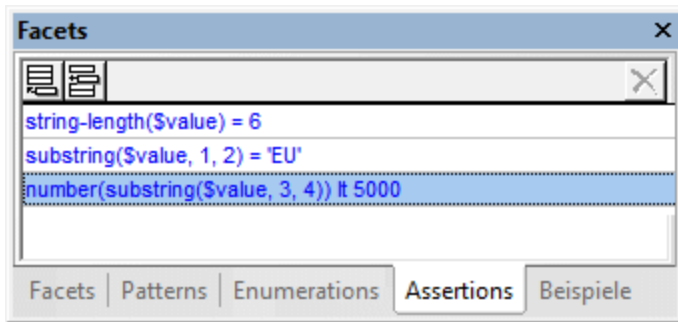 Facets
string-length($value) = 6
substring($value, 1, 2) = 'EU'
number(substring($value, 3, 4)) lt 5000
Facets Patterns Enumerations Assertions Beispiele